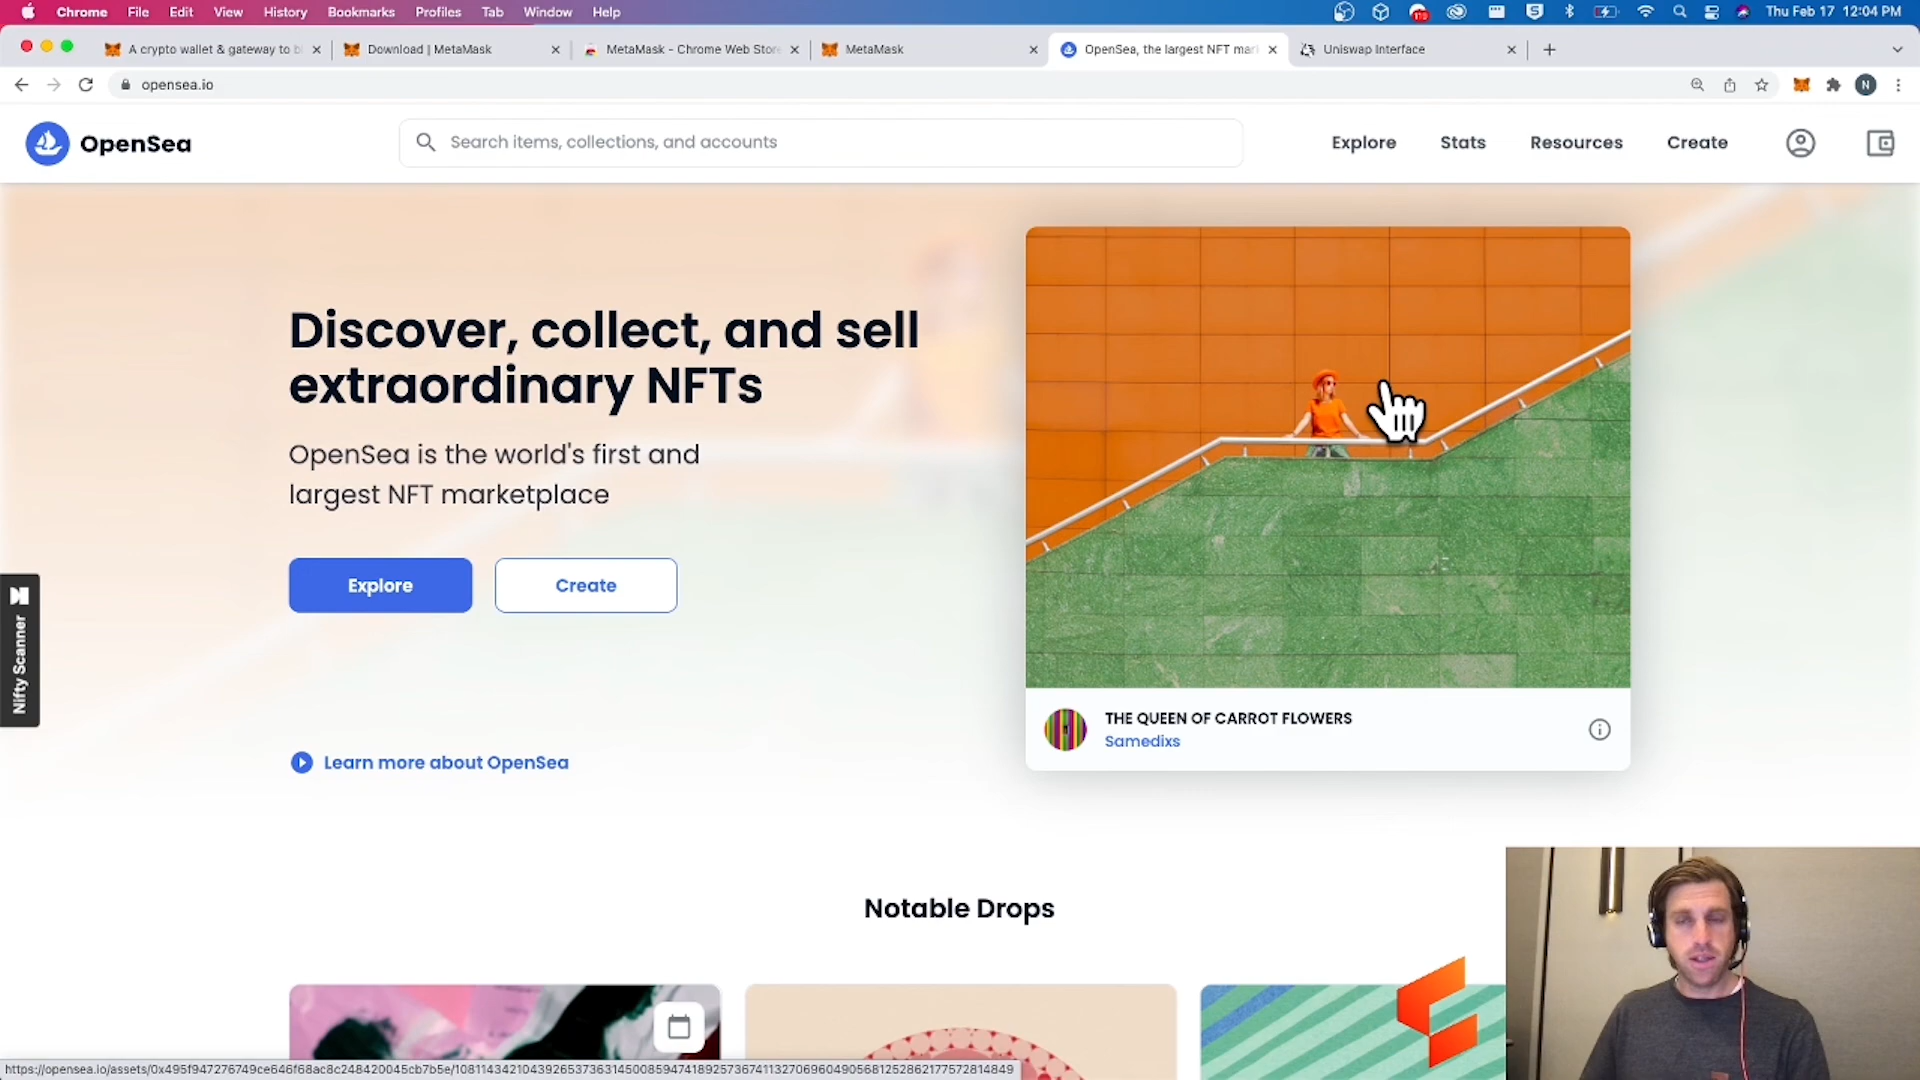 Chrome File Edit View History Bookmarks Profiles Tab Window Help
Thu Feb 17 12:04 PM
A crypto wallet & gateway to b
Download | MetaMask
MetaMask - Chrome Web Store
MetaMask
OpenSea, the largest NFT mar
Uniswap Interface
opensea.io
N
OpenSea
Search items, collections, and accounts
Explore
Stats
Resources
Create
Discover, collect, and sell
extraordinary NFTs
OpenSea is the world's first and
largest NFT marketplace
Explore
Create
Nifty Scanner
THE QUEEN OF CARROT FLOWERS
Samedixs
Learn more about OpenSea
Notable Drops